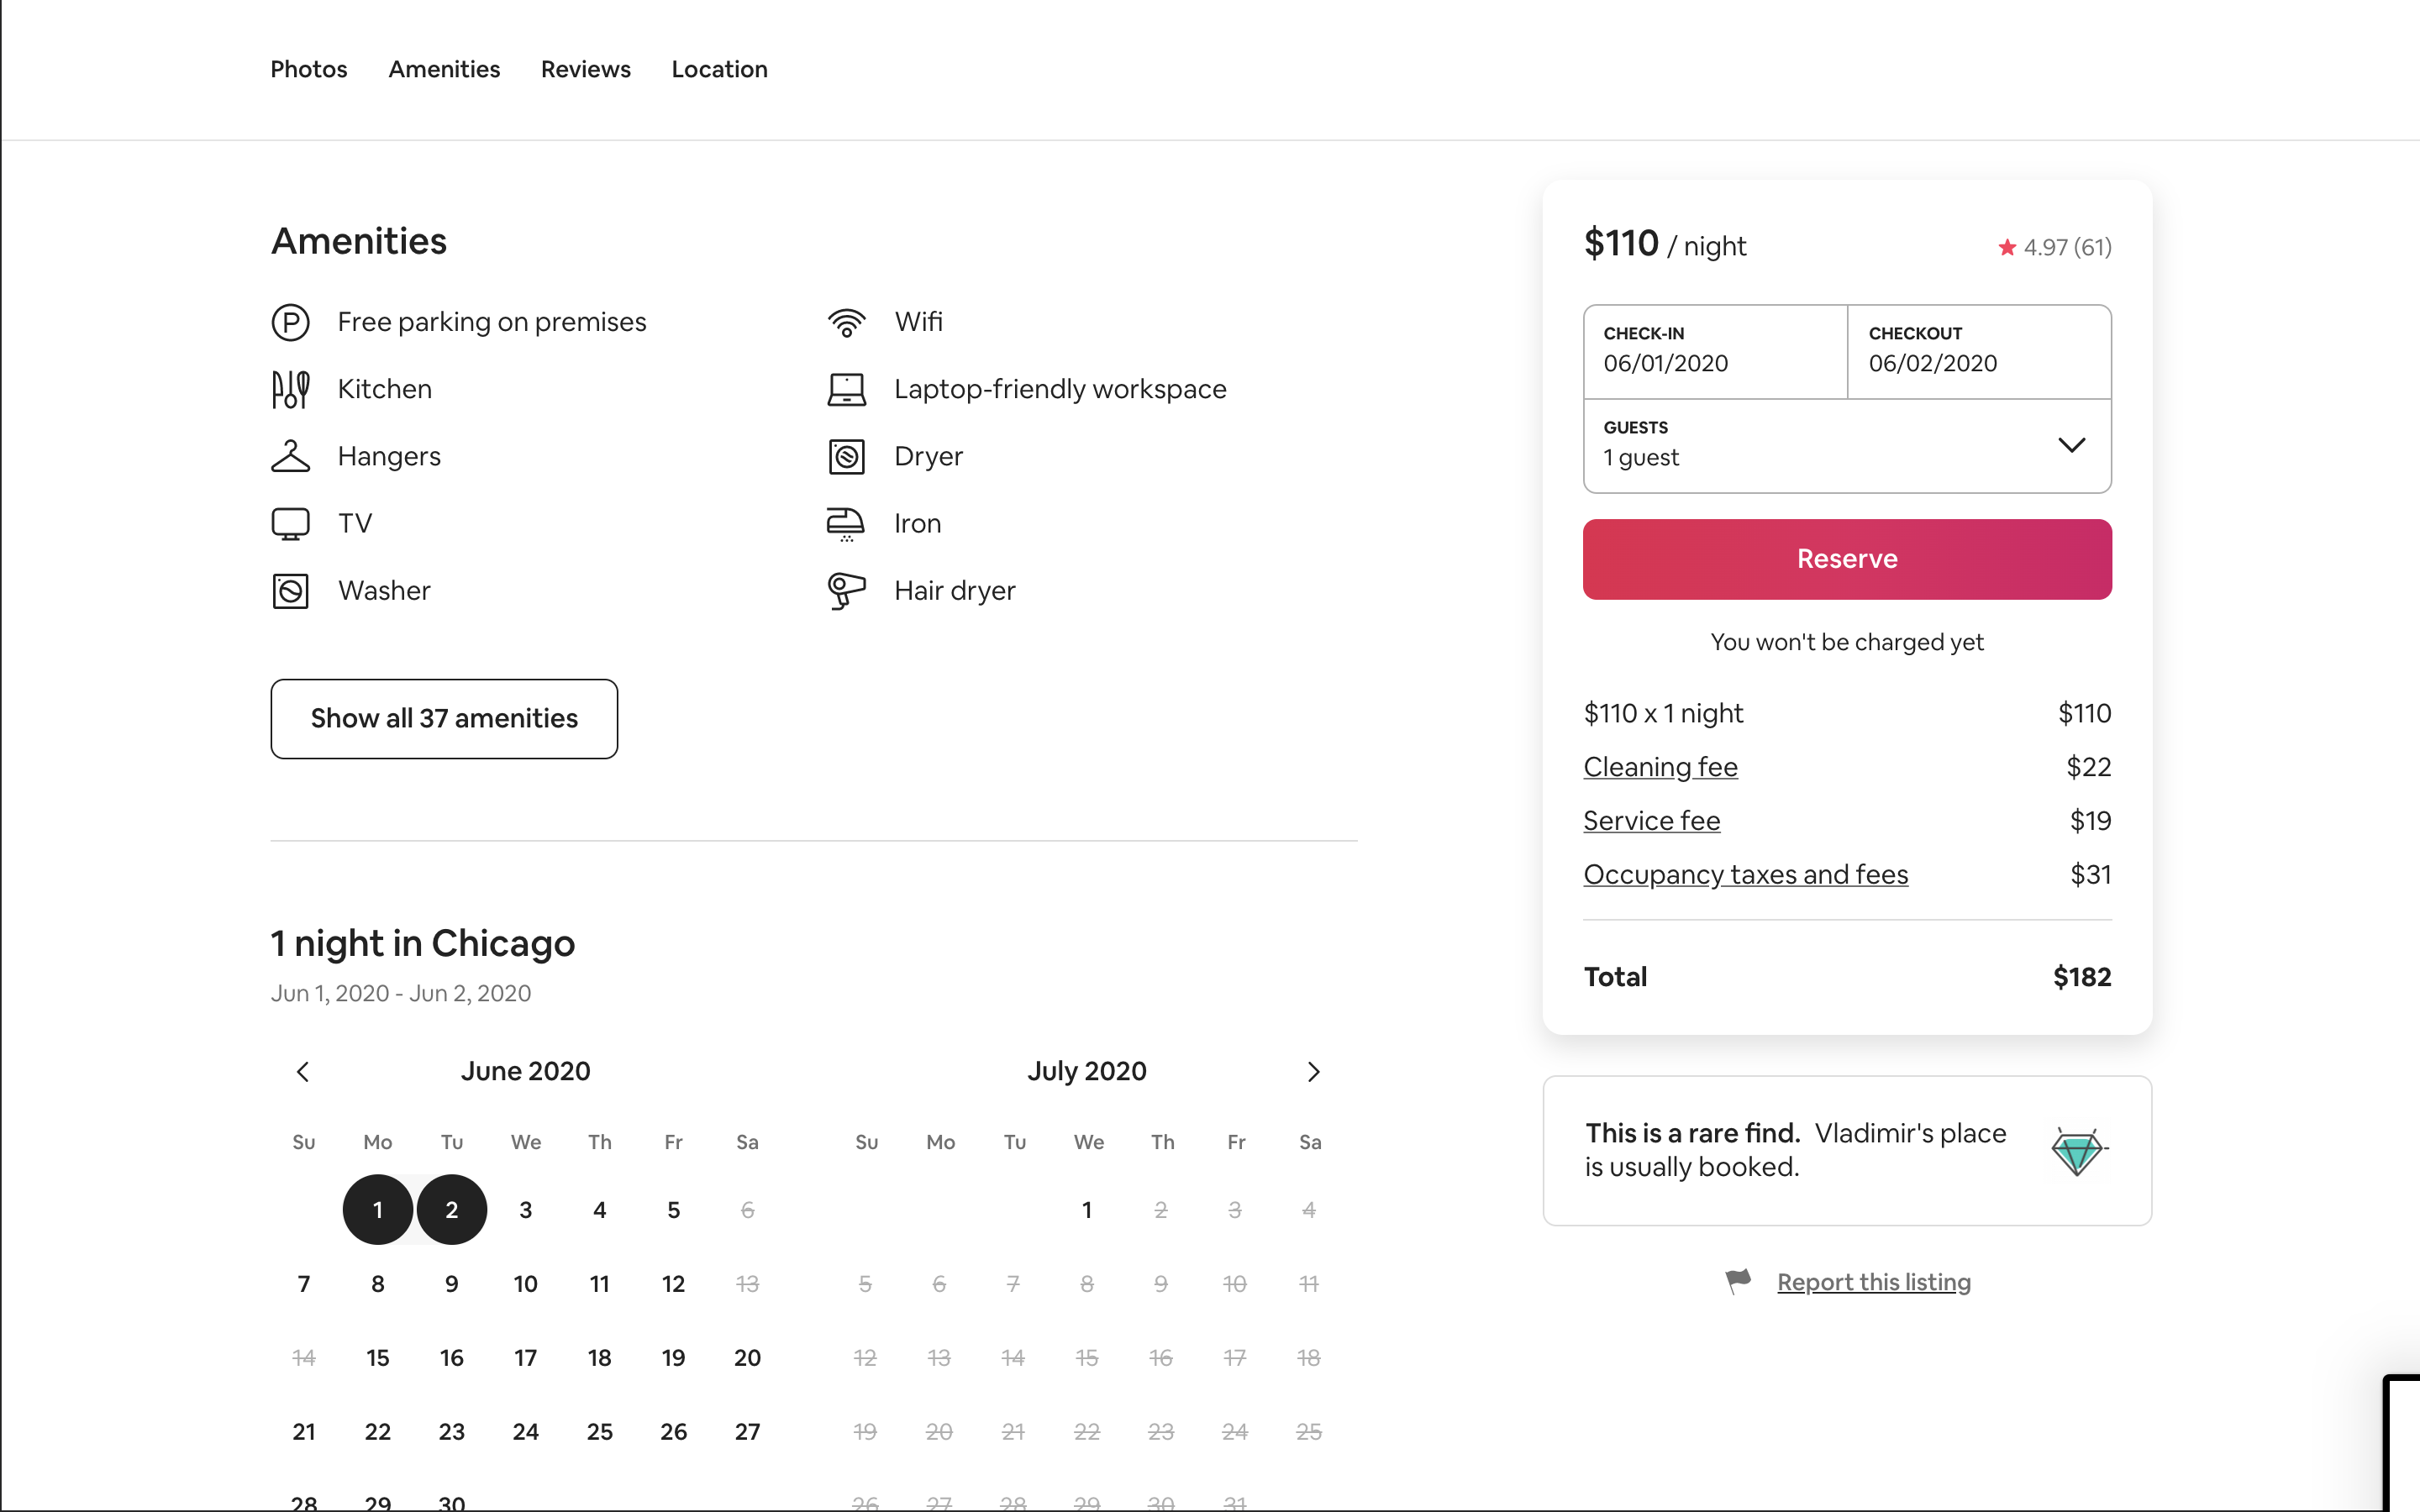 Photos Amenities Reviews Location
Amenities
Free parking on premises
Wifi
Kitchen
Laptop-friendly workspace
Hangers
Dryer
TV
Iron
Washer
Hair dryer
Show all 37 amenities
1 night in Chicago
Jun 1, 2020 - Jun 2, 2020
June 2020
Su Mo Tu We Th Fr Sa
1 2 3 4 5 6
7 8 9 10 11 12 13
14 15 16 17 18 19 20
21 22 23 24 25 26 27
28 29 30
July 2020
Su Mo Tu We Th Fr Sa
1 2 3 4
5 6 7 8 9 10 11
12 13 14 15 16 17 18
19 20 21 22 23 24 25
26 27 28 29 30 31
$110 / night
4.97 (61)
CHECK-IN
06/01/2020
CHECKOUT
06/02/2020
GUESTS
1 guest
Reserve
You won't be charged yet
$110 x 1 night $110
Cleaning fee $22
Service fee $19
Occupancy taxes and fees $31
Total $182
This is a rare find. Vladimir's place
is usually booked.
Report this listing